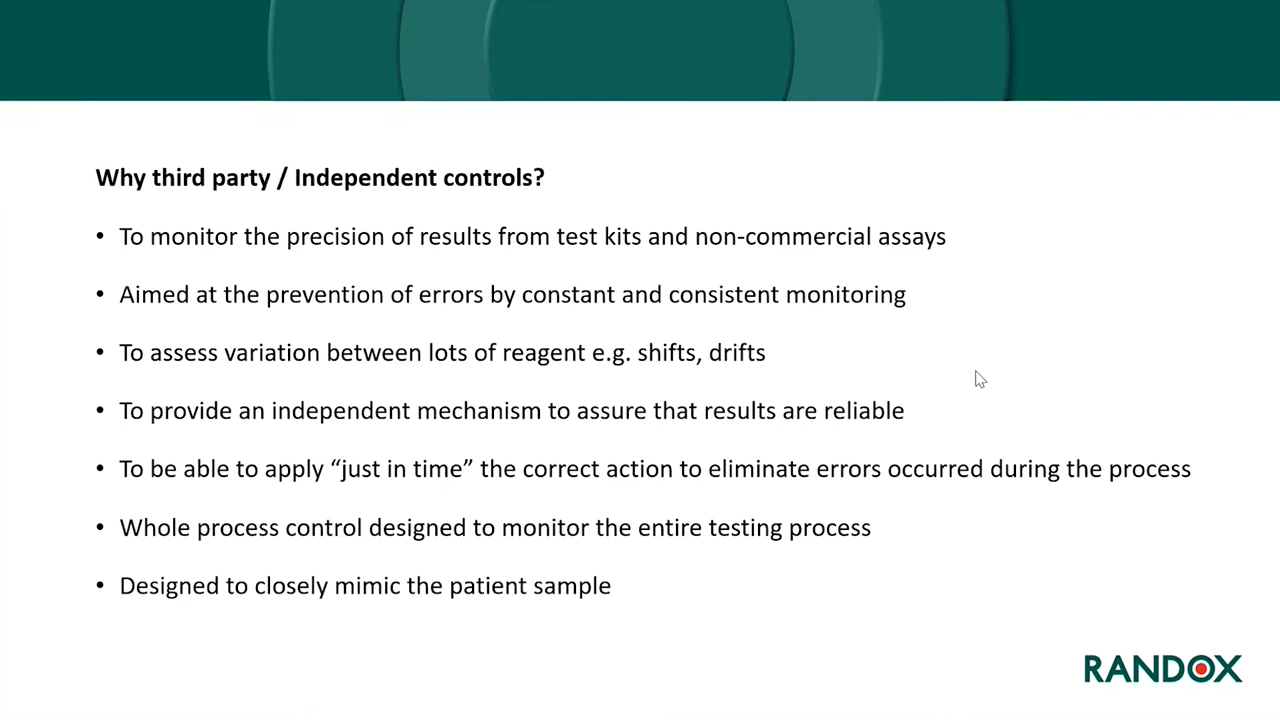 Why third party / Independent controls?
• To monitor the precision of results from test kits and non-commercial assays
• Aimed at the prevention of errors by constant and consistent monitoring
• To assess variation between lots of reagent e.g. shifts, drifts
• To provide an independent mechanism to assure that results are reliable
• To be able to apply “just in time” the correct action to eliminate errors occurred during the process
• Whole process control designed to monitor the entire testing process
• Designed to closely mimic the patient sample
RANDOX